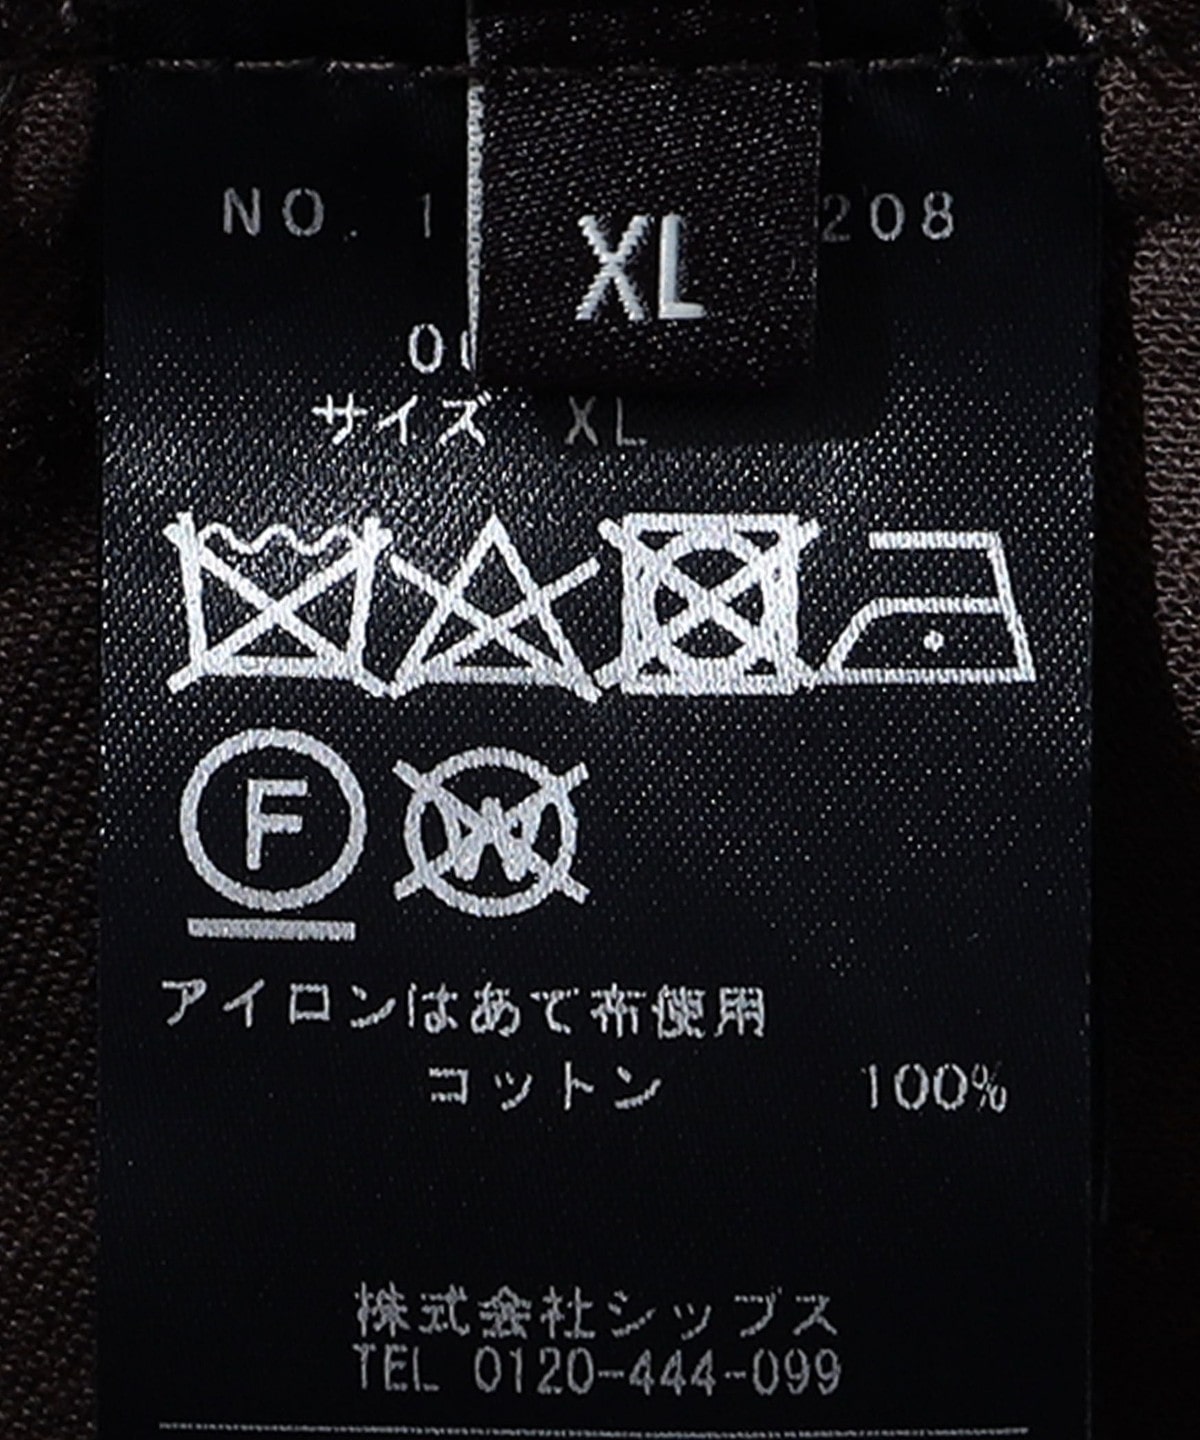 XL
NO. 1 208
サイズ XL
F
W
アイロンはあて布使用
コットン 100%
株式会社シップス
TEL 0120-444-099